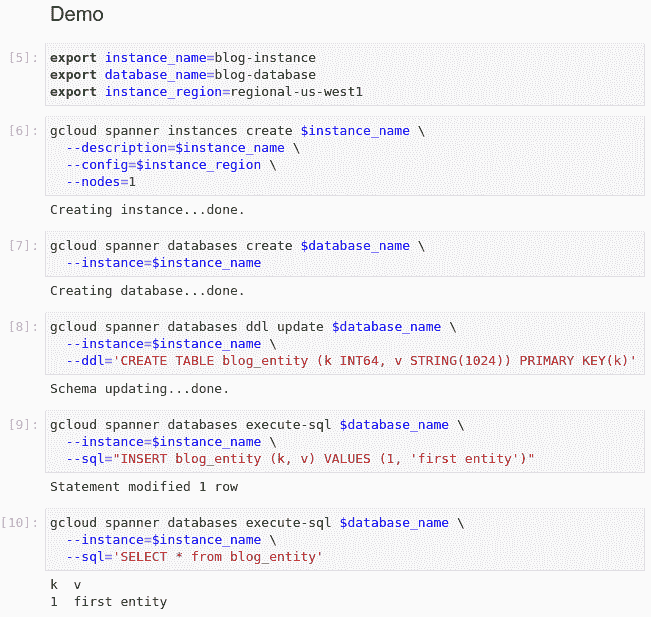 Demo
[5]:
export instance_name=blog-instance
export database_name=blog-database
export instance_region=regional-us-west1
[6]:
gcloud spanner instances create $instance_name \
  --description=$instance_name \
  --config=$instance_region \
  --nodes=1
Creating instance...done.
[7]:
gcloud spanner databases create $database_name \
  --instance=$instance_name
Creating database...done.
[8]:
gcloud spanner databases ddl update $database_name \
  --instance=$instance_name \
  --ddl='CREATE TABLE blog_entity (k INT64, v STRING(1024)) PRIMARY KEY(k)'
Schema updating...done.
[9]:
gcloud spanner databases execute-sql $database_name \
  --instance=$instance_name \
  --sql="INSERT blog_entity (k, v) VALUES (1, 'first entity')"
Statement modified 1 row
[10]:
gcloud spanner databases execute-sql $database_name \
  --instance=$instance_name \
  --sql='SELECT * from blog_entity'
k  v
1  first entity